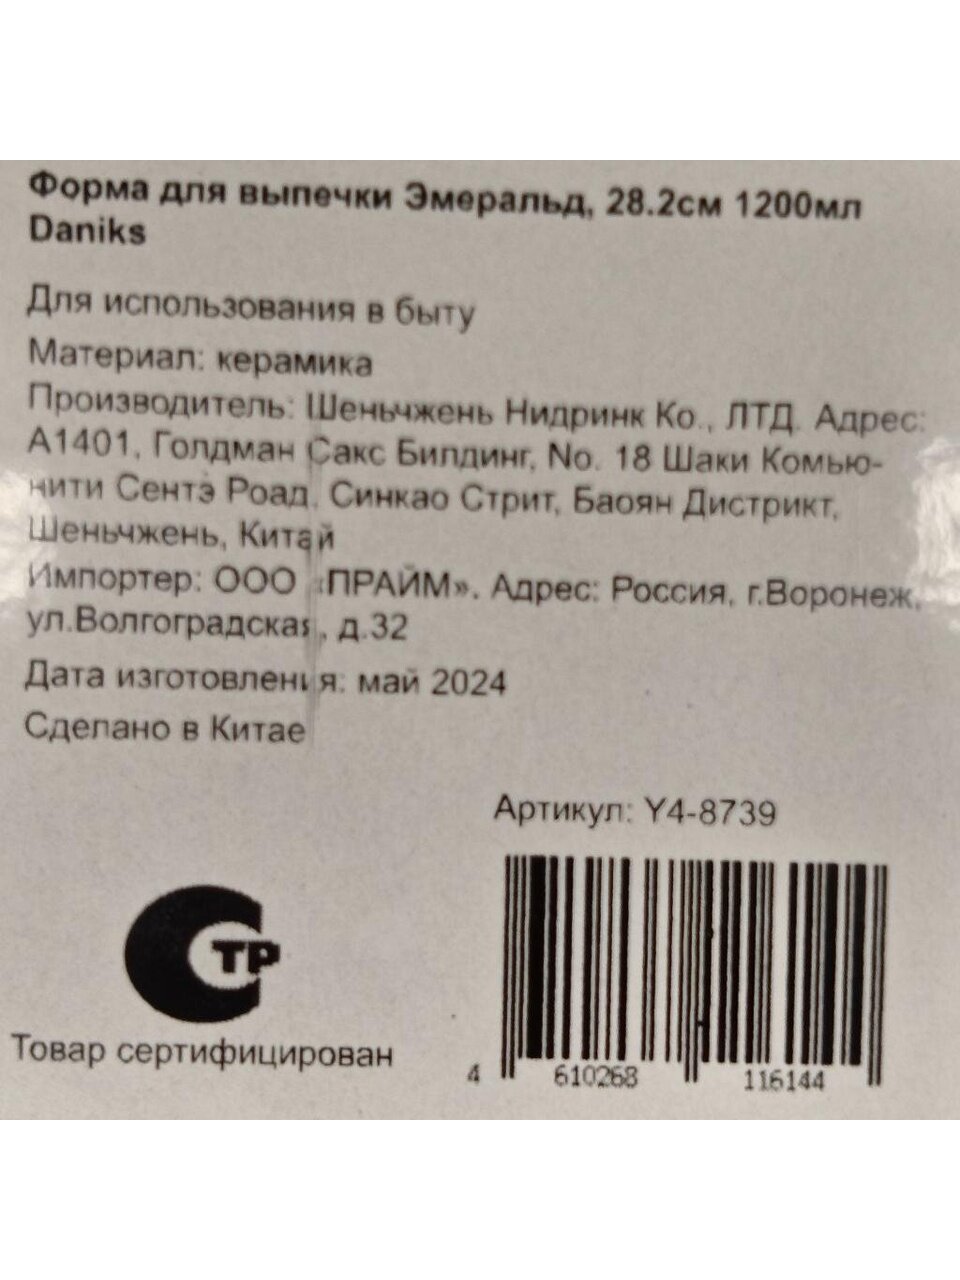 Форма для выпечки Эмеральд, 28.2см 1200мл
Daniks
Для использования в быту
Материал: керамика
Производитель: Шеньчжень Нидринк Ко., ЛТД. Адрес:
А1401, Голдман Сакс Билдинг, No. 18 Шаки Комью-
нити Сентэ Роад, Синкао Стрит, Баоян Дистрикт,
Шеньчжень, Китай
Импортер: ООО «ПРАЙМ». Адрес: Россия, г.Воронеж,
ул.Волгоградская, д.32
Дата изготовления: май 2024
Сделано в Китае
Артикул: Y4-8739
СТР
Товар сертифицирован
4 610268 116144